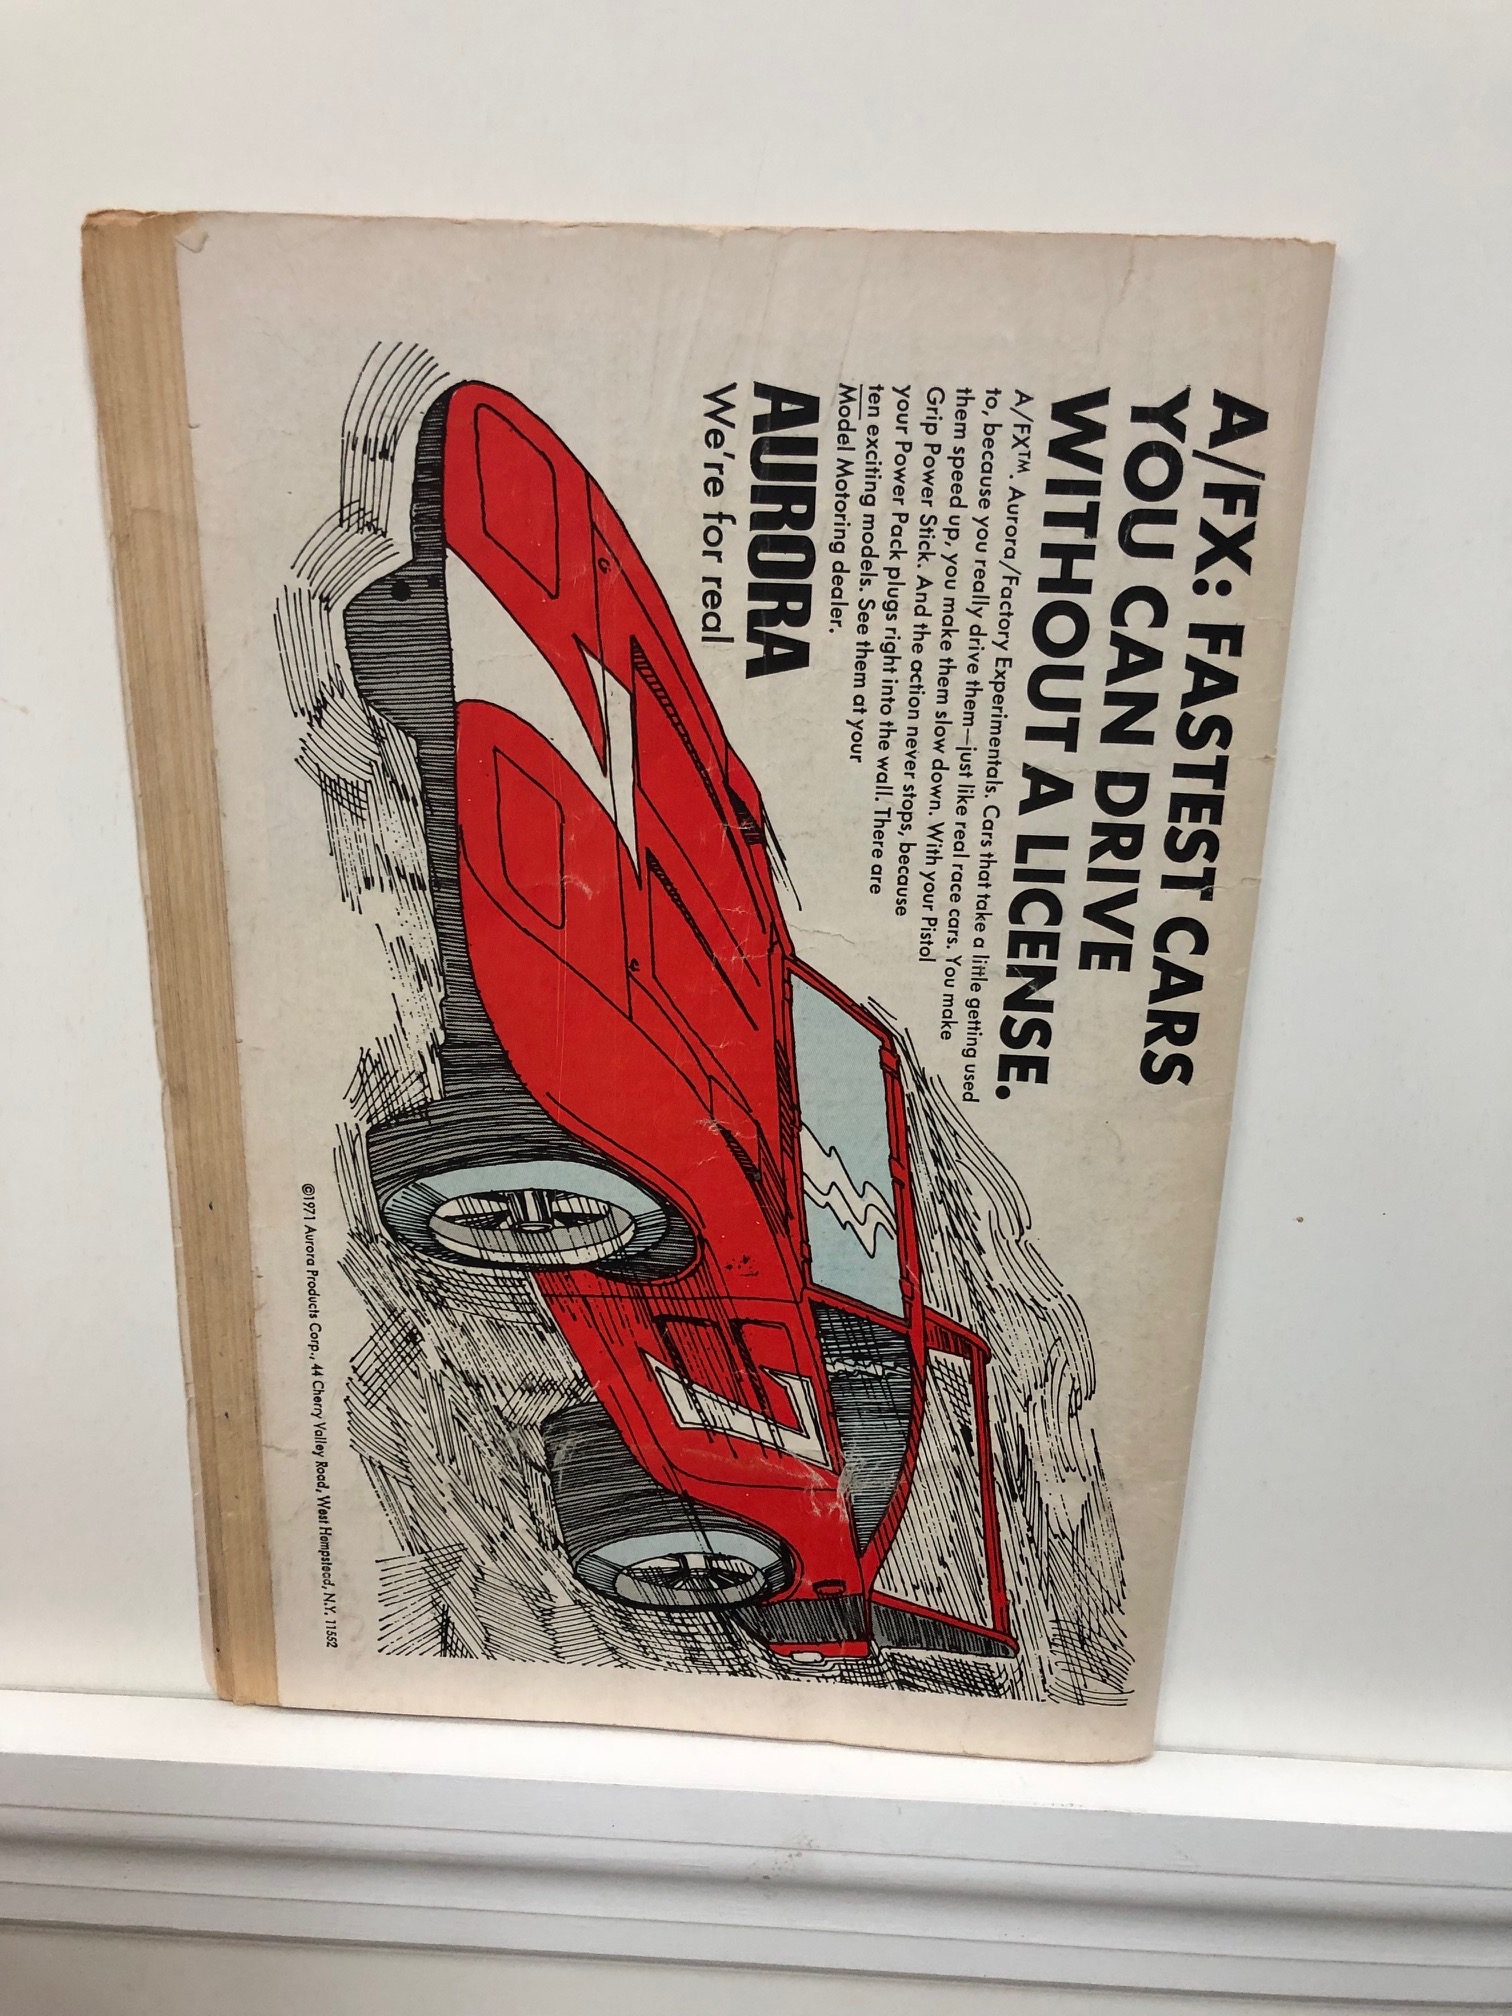 A/FX: FASTEST CARS
YOU CAN DRIVE
WITHOUT A LICENSE.
A/FX™. Aurora/Factory Experimentals. Cars that take a little getting used
to, because you really drive them—just like real race cars. You make
them speed up, you make them slow down. With your Pistol
Grip Power Stick. And the action never stops, because
your Power Pack plugs right into the wall. There are
ten exciting models. See them at your
Model Motoring dealer.
AURORA
We're for real
©1971 Aurora Products Corp., 44 Cherry Valley Road, West Hempstead, N.Y. 11552